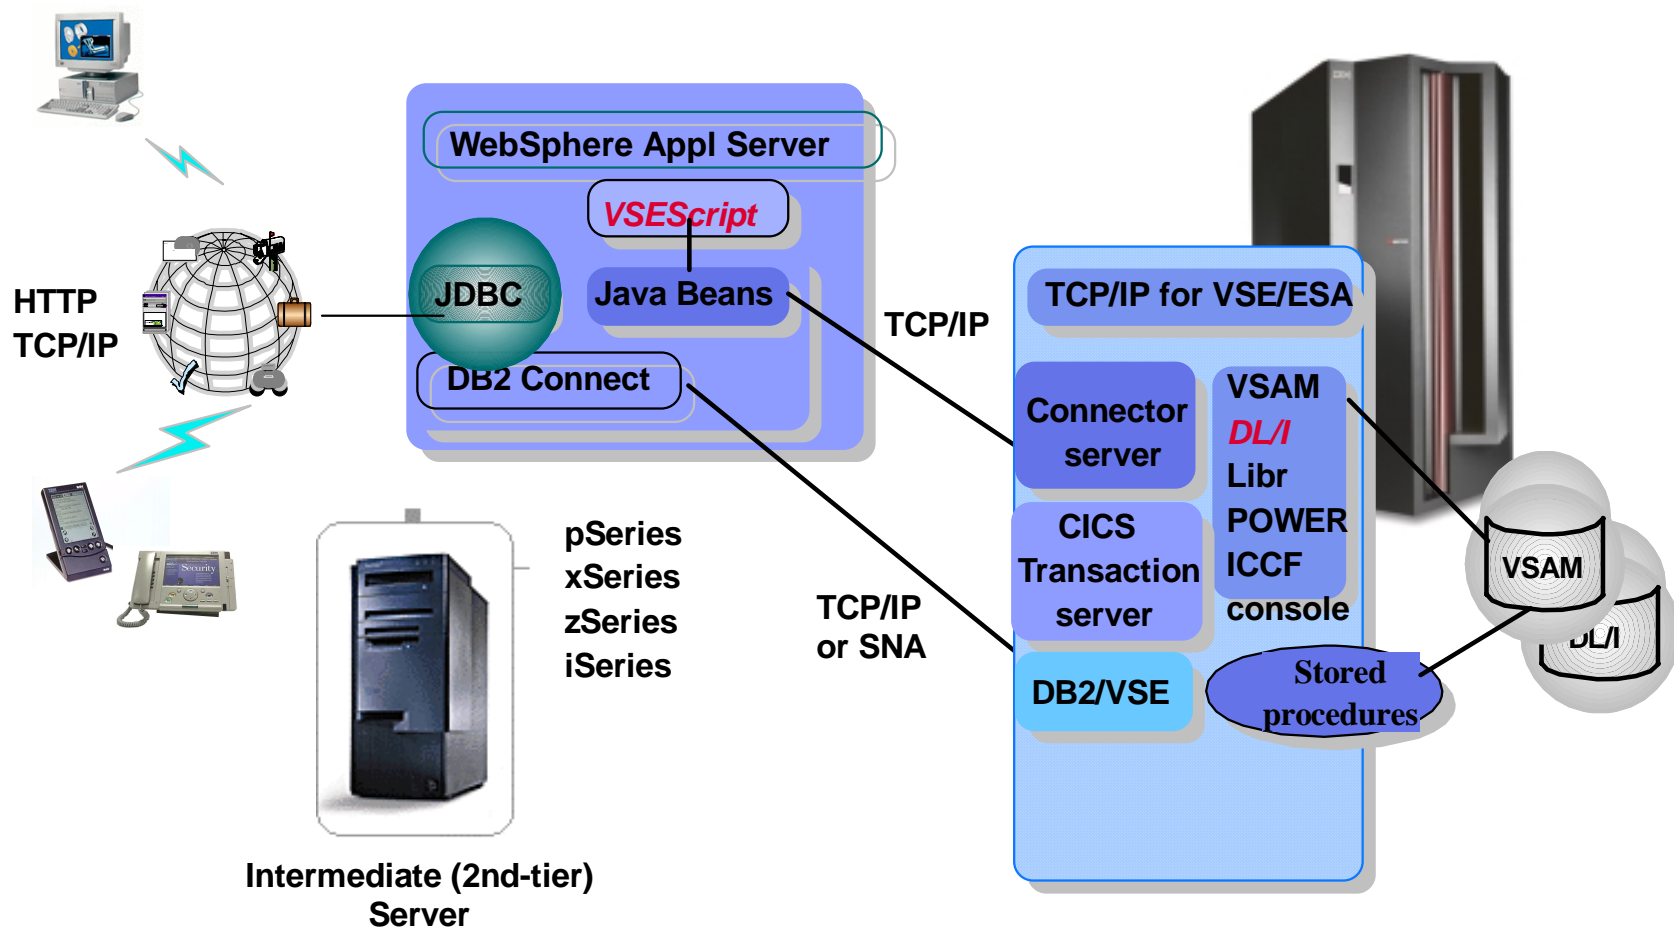 WebSphere Appl Server
VSEScript
JDBC
Java Beans
DB2 Connect
HTTP
TCP/IP
TCP/IP
TCP/IP
or SNA
pSeries
xSeries
zSeries
iSeries
Intermediate (2nd-tier)
Server
TCP/IP for VSE/ESA
Connector
server
CICS
Transaction
server
DB2/VSE
VSAM
DL/I
Libr
POWER
ICCF
console
Stored
procedures
VSAM
DL/I
Security